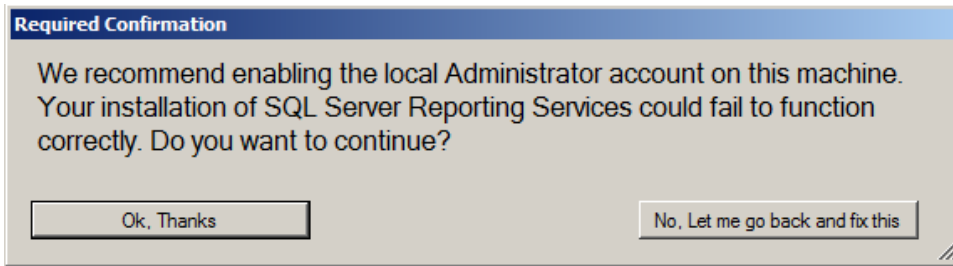 Required Confirmation
We recommend enabling the local Administrator account on this machine.
Your installation of SQL Server Reporting Services could fail to function
correctly. Do you want to continue?
Ok, Thanks
No, Let me go back and fix this